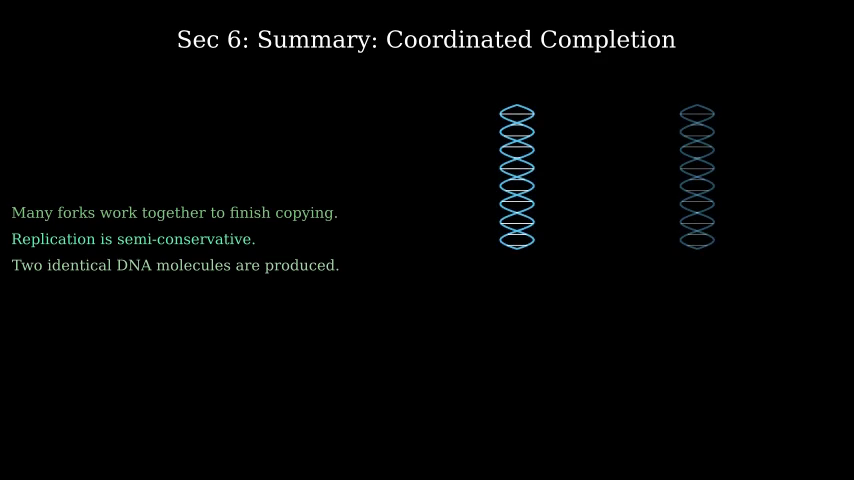 Sec 6: Summary: Coordinated Completion
Many forks work together to finish copying.
Replication is semi-conservative.
Two identical DNA molecules are produced.